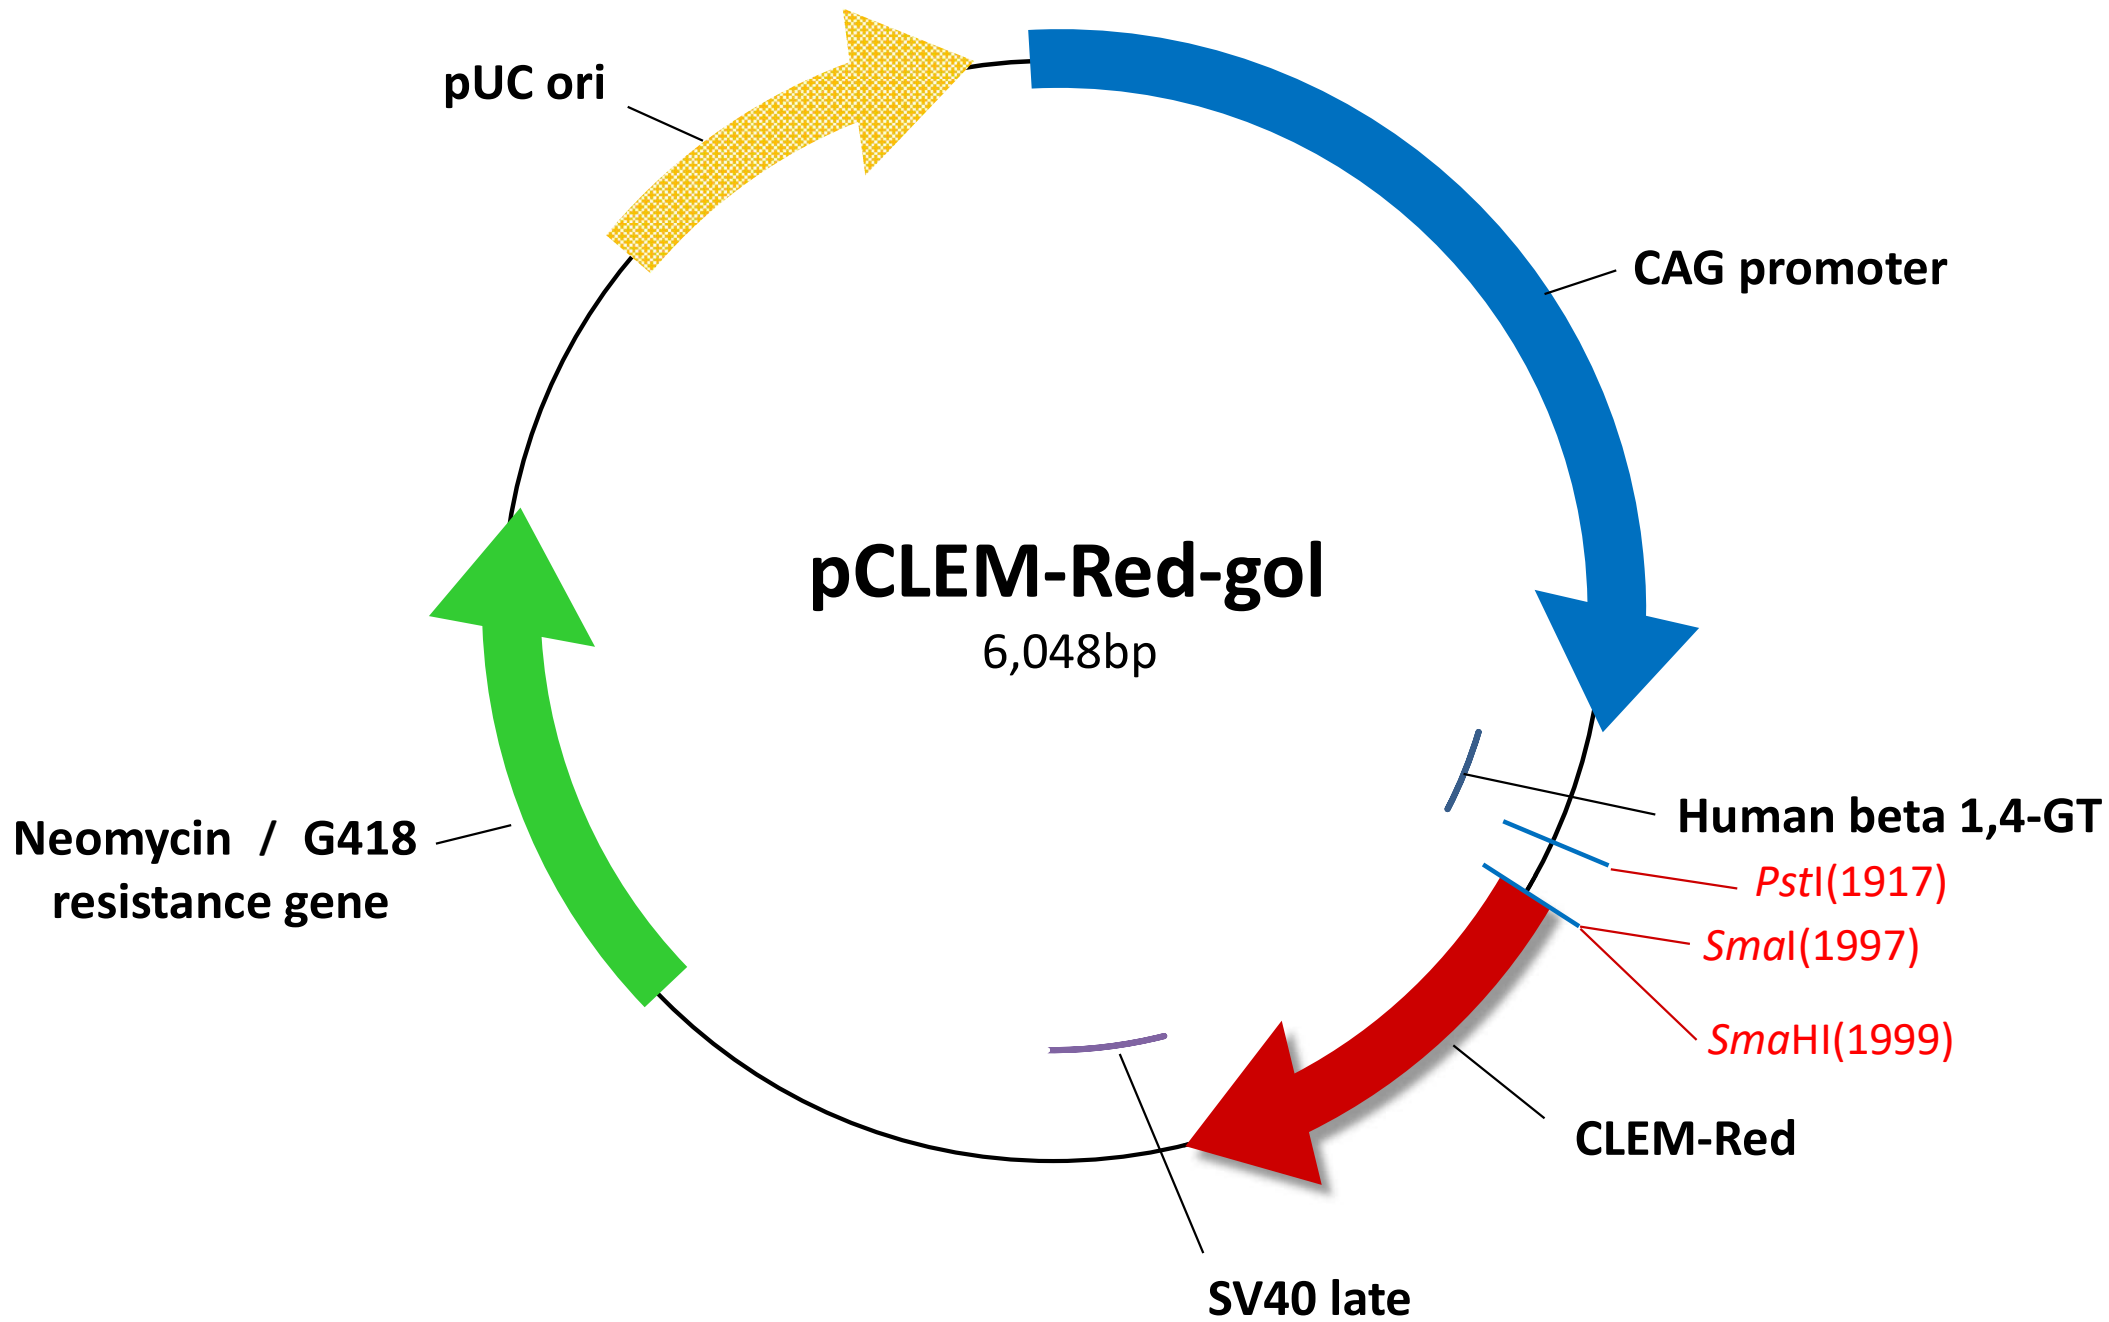 pUC ori
CAG promoter
pCLEM-Red-gol
6,048bp
Human beta 1,4-GT
PstI(1917)
Neomycin / G418
resistance gene
SmaI(1997)
SmaHI(1999)
CLEM-Red
SV40 late